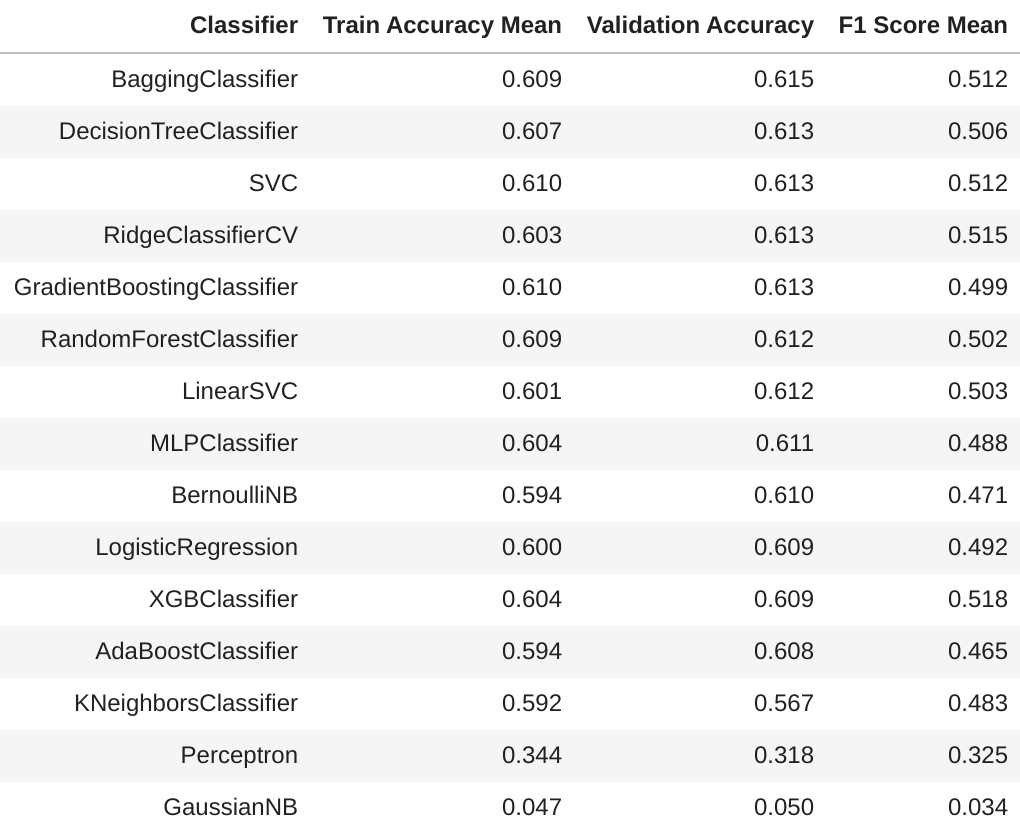 Classifier Train Accuracy Mean Validation Accuracy F1 Score Mean
BaggingClassifier 0.609 0.615 0.512
DecisionTreeClassifier 0.607 0.613 0.506
SVC 0.610 0.613 0.512
RidgeClassifierCV 0.603 0.613 0.515
GradientBoostingClassifier 0.610 0.613 0.499
RandomForestClassifier 0.609 0.612 0.502
LinearSVC 0.601 0.612 0.503
MLPClassifier 0.604 0.611 0.488
BernoulliNB 0.594 0.610 0.471
LogisticRegression 0.600 0.609 0.492
XGBClassifier 0.604 0.609 0.518
AdaBoostClassifier 0.594 0.608 0.465
KNeighborsClassifier 0.592 0.567 0.483
Perceptron 0.344 0.318 0.325
GaussianNB 0.047 0.050 0.034